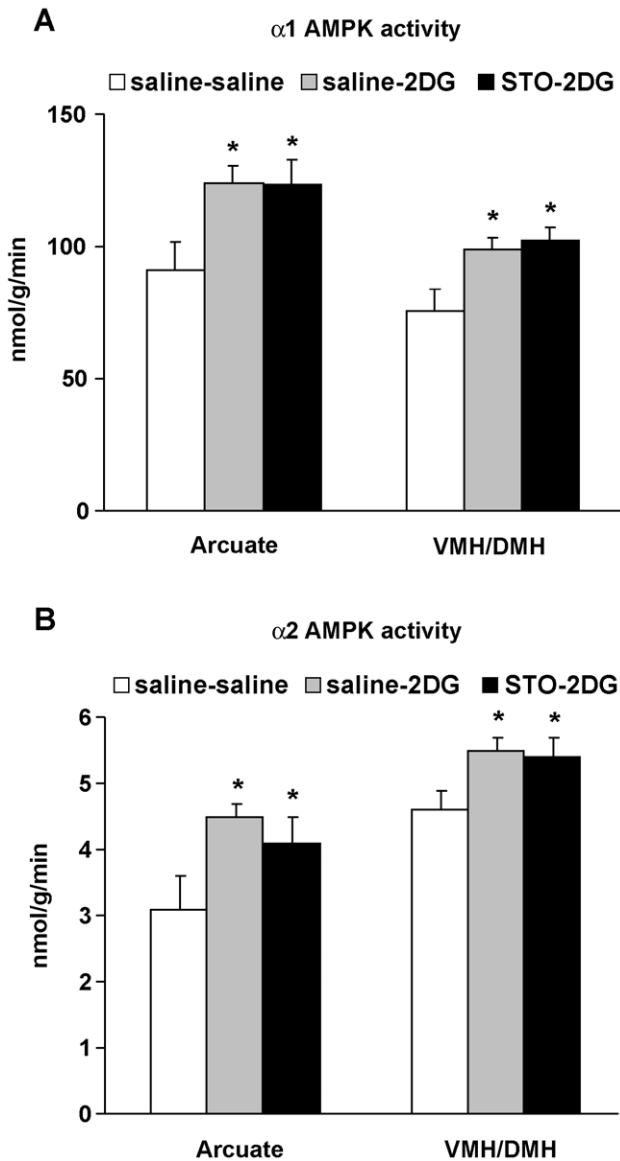 A
α1 AMPK activity
saline-saline saline-2DG STO-2DG
150
100
50
0
nmol/g/min
* * * *
Arcuate VMH/DMH
B
α2 AMPK activity
saline-saline saline-2DG STO-2DG
6
5
4
3
2
1
0
nmol/g/min
* * * *
Arcuate VMH/DMH